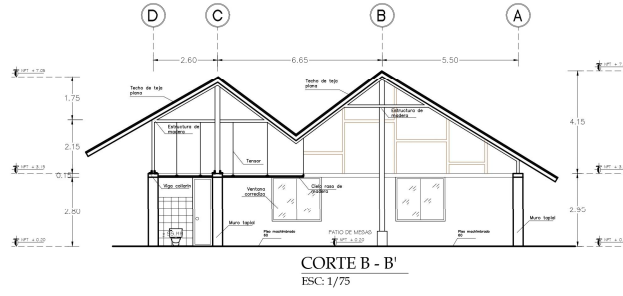 D
C
B
A
2.60
6.65
5.50
Techo de teja
plana
Techo de teja
plana
NPT. + 7.05
1.75
2.15
0.15
2.80
4.15
2.95
Estructura de
madera
Estructura de
madera
Tensor
NPT. + 3.15
Viga collarin
Ventana
corrediza
Cielo raso de
madera
Muro tapial
Muro tapial
Piso machihembrado
PATIO DE MESAS
NPT. + 0.20
Piso machihembrado
NPT. + 0.20
CORTE B - B'
ESC: 1/75